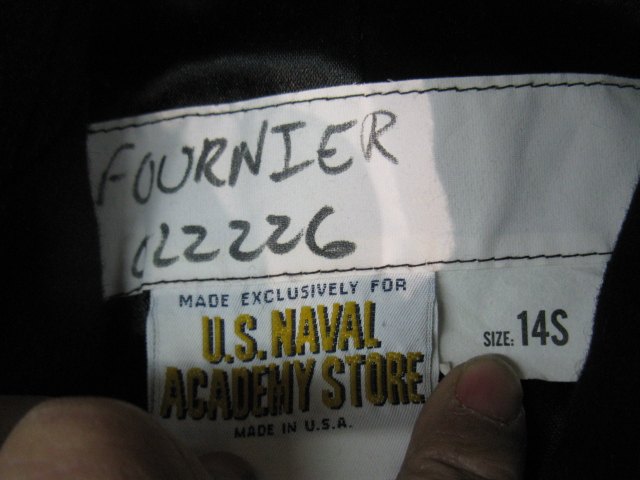 FOURNIER
022226
MADE EXCLUSIVELY FOR
U.S. NAVAL
ACADEMY STORE
MADE IN U.S.A.
SIZE: 14S